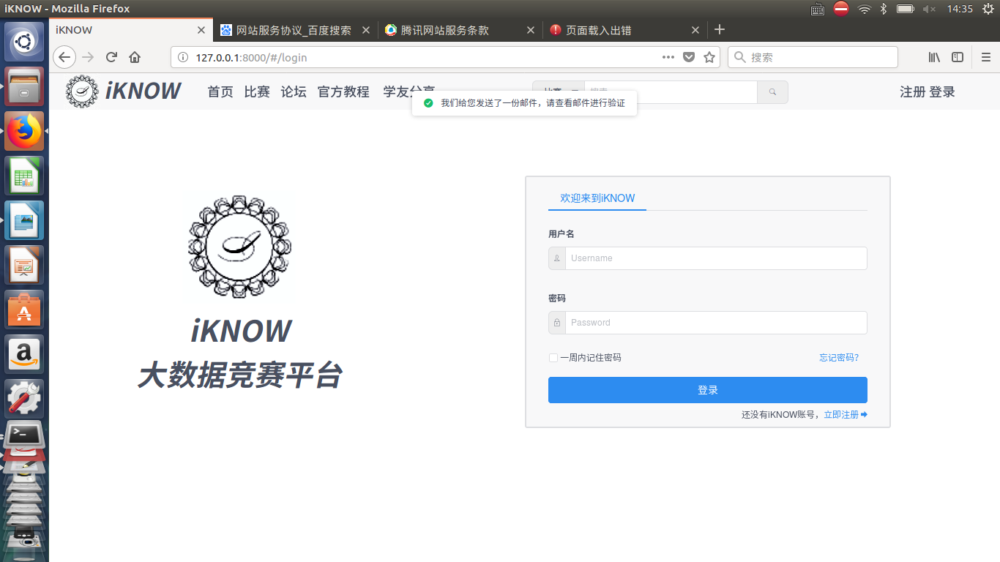 iKNOW - Mozilla Firefox
14:35
iKNOW
网站服务协议_百度搜索
腾讯网站服务条款
页面载入出错
127.0.0.1:8000/#/login
搜索
iKNOW
首页 比赛 论坛 官方教程 学友分享
比赛
搜索
注册 登录
我们给您发送了一份邮件，请查看邮件进行验证
iKNOW
大数据竞赛平台
欢迎来到iKNOW
用户名
Username
密码
Password
一周内记住密码
忘记密码?
登录
还没有iKNOW账号，立即注册